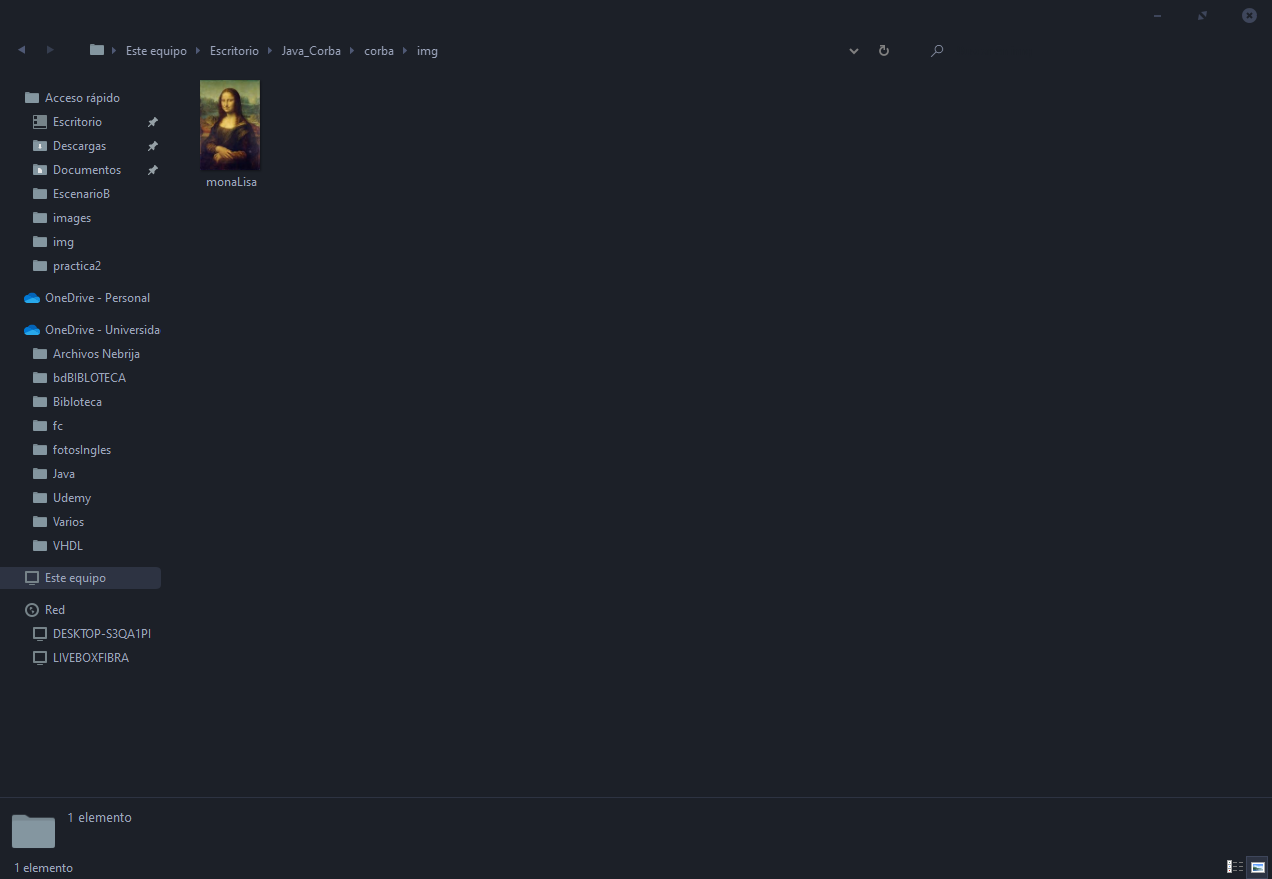 Este equipo Escritorio Java_Corba corba img
Acceso rápido
Escritorio
Descargas
Documentos
EscenarioB
images
img
practica2
OneDrive - Personal
OneDrive - Universida
Archivos Nebrija
bdBIBLOTECA
Bibloteca
fc
fotosIngles
Java
Udemy
Varios
VHDL
Este equipo
Red
DESKTOP-S3QA1PI
LIVEBOXFIBRA
monaLisa
1 elemento
1 elemento